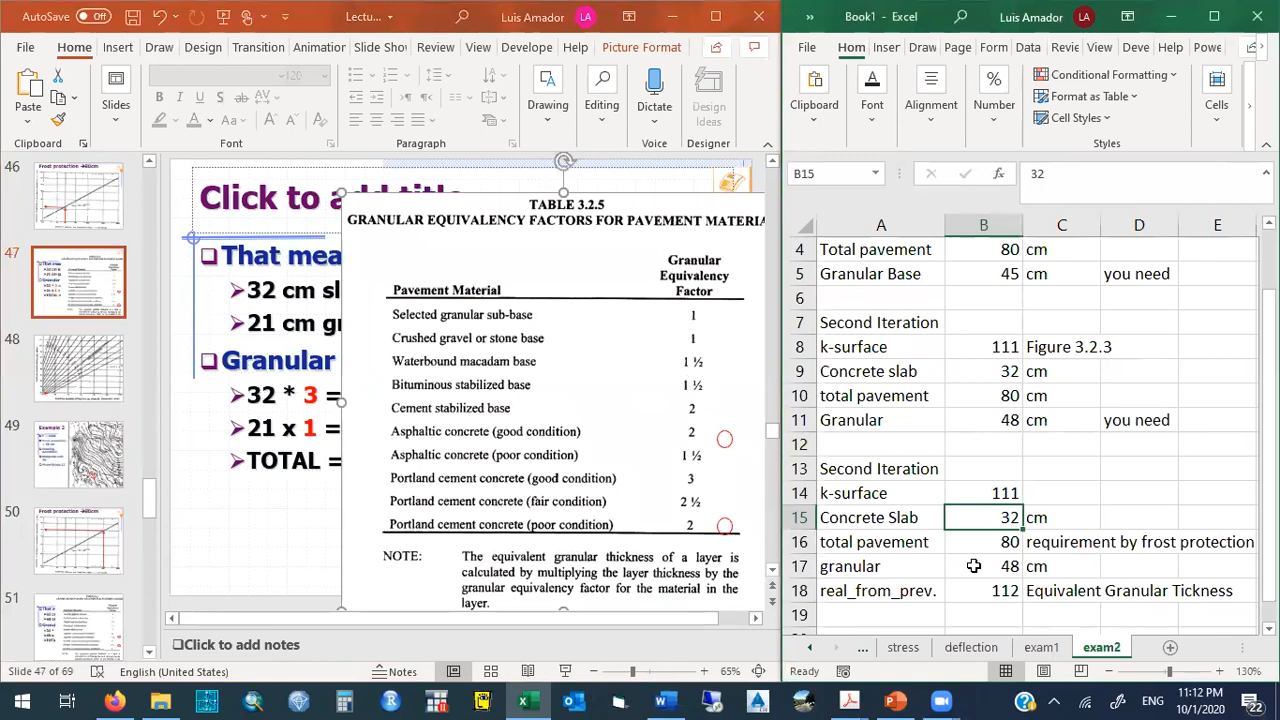 AutoSave Off Lectu... Luis Amador LA
File Home Insert Draw Design Transition Animation Slide Shov Review View Develope Help Picture Format
Paste Slides 20 Drawing Editing Dictate Design Ideas
B I U S ab AV
Aa A A
Clipboard Font Paragraph Voice Designer
46
47
48
49
50
51
Frost protection →80cm
Example 2
Click to add title
That mea
32 cm sl
21 cm gr
Granular
32 * 3 =
21 x 1 =
TOTAL =
TABLE 3.2.5
GRANULAR EQUIVALENCY FACTORS FOR PAVEMENT MATERIA
Pavement Material Granular Equivalency Factor
Selected granular sub-base 1
Crushed gravel or stone base 1
Waterbound macadam base 1 ½
Bituminous stabilized base 1 ½
Cement stabilized base 2
Asphaltic concrete (good condition) 2
Asphaltic concrete (poor condition) 1 ½
Portland cement concrete (good condition) 3
Portland cement concrete (fair condition) 2 ½
Portland cement concrete (poor condition) 2
NOTE: The equivalent granular thickness of a layer is
calculated by multiplying the layer thickness by the
granular equivalency factor for the material in the
layer.
Click to add notes
Slide 47 of 69 English (United States) Notes 65%
Book1 - Excel Luis Amador LA
File Hom Inser Draw Page Form Data Revie View Deve Help Powe
Clipboard Font Alignment Number Conditional Formatting
Format as Table
Cell Styles
Cells
Styles
B15 fx 32
A B C D E
4 Total pavement 80 cm
5 Granular Base 45 cm you need
6
7 Second Iteration
8 k-surface 111 Figure 3.2.3
9 Concrete slab 32 cm
10 total pavement 80 cm
11 Granular 48 cm you need
12
13 Second Iteration
14 k-surface 111
15 Concrete Slab 32 cm
16 total pavement 80 requirement by frost protection
17 granular 48 cm
18 real_from_prev. 112 Equivalent Granular Tickness
19
... stress deflection exam1 exam2
Ready 130%
ENG 11:12 PM 10/1/2020 22